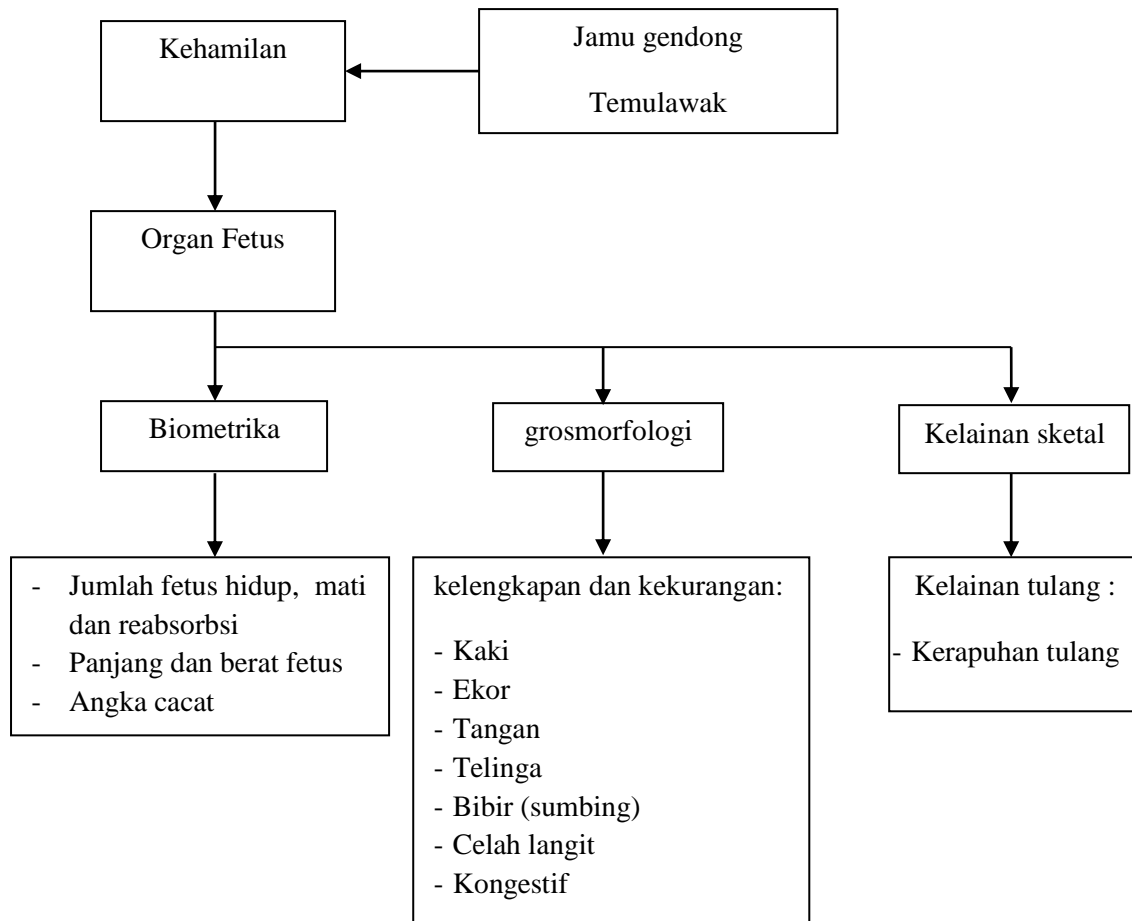 Kehamilan
Jamu gendong
Temulawak
Organ Fetus
Biometrika
grosmorfologi
Kelainan sketal
- Jumlah fetus hidup, mati
dan reabsorbsi
- Panjang dan berat fetus
- Angka cacat
kelengkapan dan kekurangan:
- Kaki
- Ekor
- Tangan
- Telinga
- Bibir (sumbing)
- Celah langit
- Kongestif
Kelainan tulang :
- Kerapuhan tulang